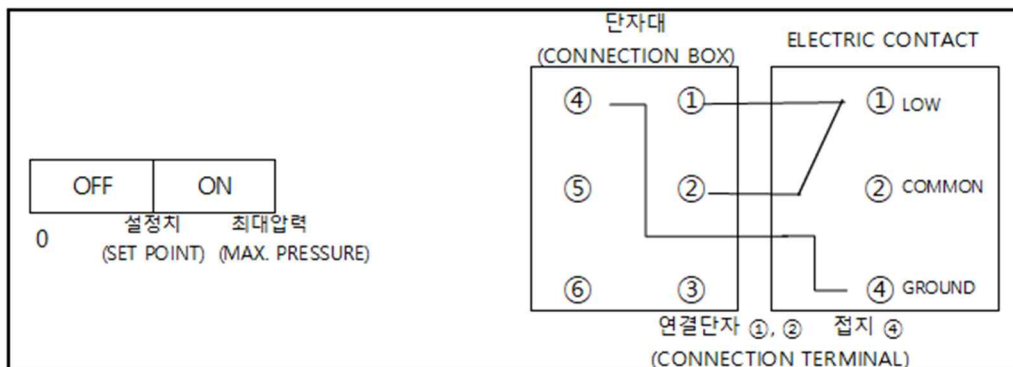 단자대
(CONNECTION BOX)
ELECTRIC CONTACT
④ ① ① LOW
OFF ON
⑤ ② ② COMMON
0 설정치 최대압력
(SET POINT) (MAX. PRESSURE)
⑥ ③ ④ GROUND
연결단자 ①, ② 접지 ④
(CONNECTION TERMINAL)